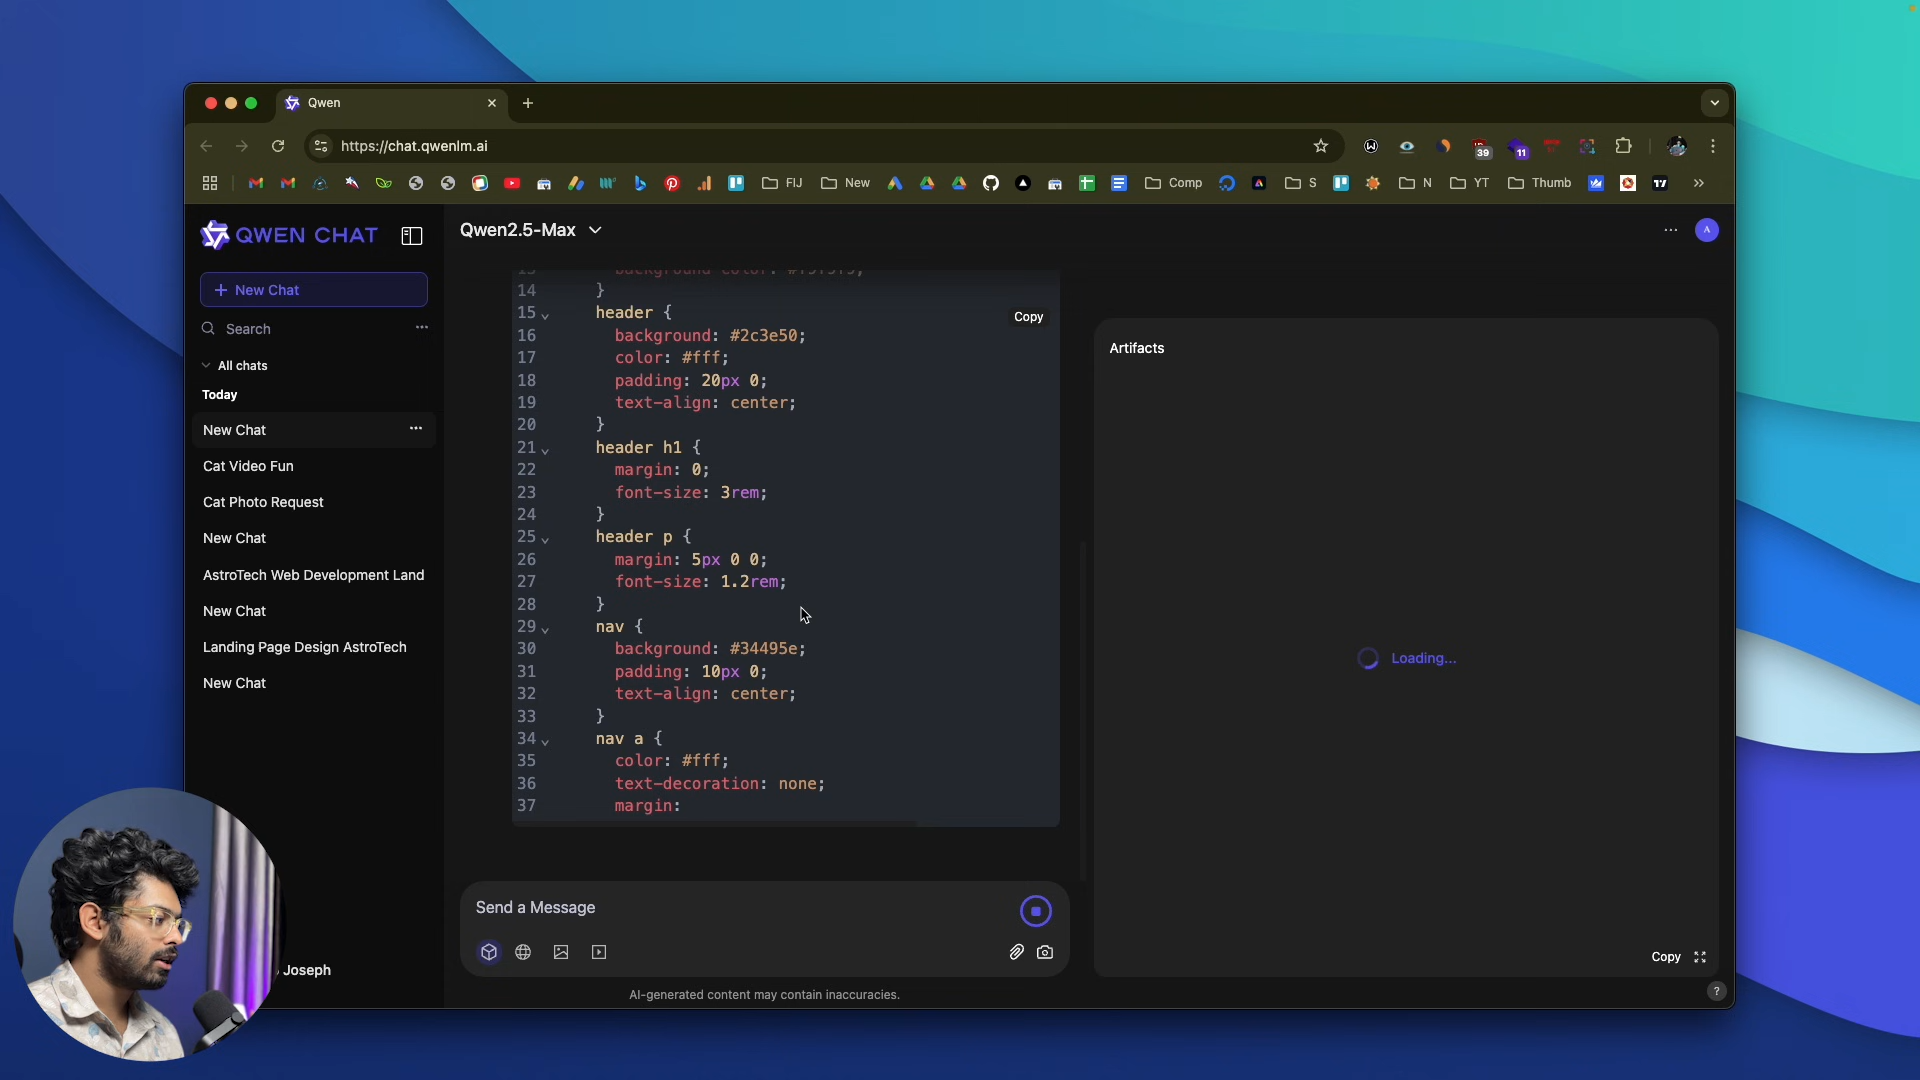 Qwen
https://chat.qwenlm.ai
39
11
FIJ
New
Comp
S
N
YT
Thumb
QWEN CHAT
Qwen2.5-Max
A
New Chat
Search
All chats
Today
New Chat
Cat Video Fun
Cat Photo Request
New Chat
AstroTech Web Development Land
New Chat
Landing Page Design AstroTech
New Chat
Joseph
Copy
14 }
15 header {
16 background: #2c3e50;
17 color: #fff;
18 padding: 20px 0;
19 text-align: center;
20 }
21 header h1 {
22 margin: 0;
23 font-size: 3rem;
24 }
25 header p {
26 margin: 5px 0 0;
27 font-size: 1.2rem;
28 }
29 nav {
30 background: #34495e;
31 padding: 10px 0;
32 text-align: center;
33 }
34 nav a {
35 color: #fff;
36 text-decoration: none;
37 margin:
Send a Message
AI-generated content may contain inaccuracies.
Artifacts
Loading...
Copy
?